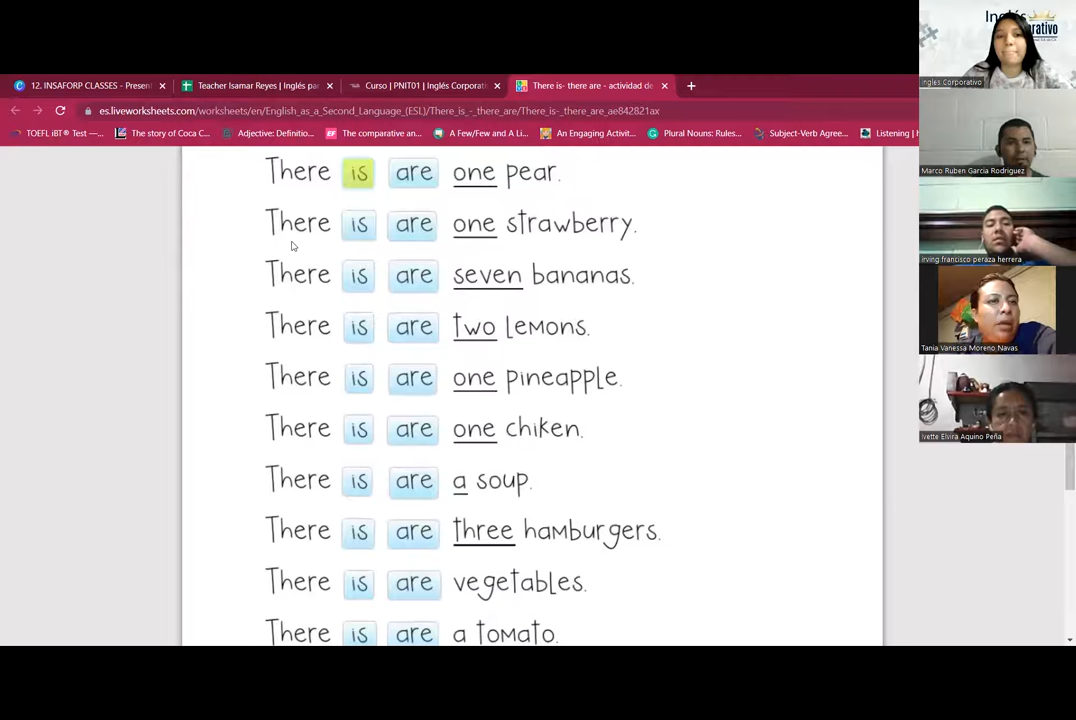 Inglés
orativo
Inglés Corporativo
12. INSAFORP CLASSES - Present
Teacher Isamar Reyes | Inglés par
Curso | PNIT01 | Inglés Corporati
There is- there are - actividad de
es.liveworksheets.com/worksheets/en/English_as_a_Second_Language_(ESL)/There_is_-_there_are/There_is-_there_are_ae842821ax
TOEFL iBT® Test —...
The story of Coca C...
Adjective: Definitio...
The comparative an...
A Few/Few and A Li...
An Engaging Activit...
Plural Nouns: Rules...
Subject-Verb Agree...
Listening |
There is are one pear.
There is are one strawberry.
There is are seven bananas.
There is are two lemons.
There is are one pineapple.
There is are one chiken.
There is are a soup.
There is are three hamburgers.
There is are vegetables.
There is are a tomato.
Marco Ruben Garcia Rodriguez
Irving francisco peraza herrera
Tania Vanessa Moreno Navas
Ivette Elvira Aquino Peña